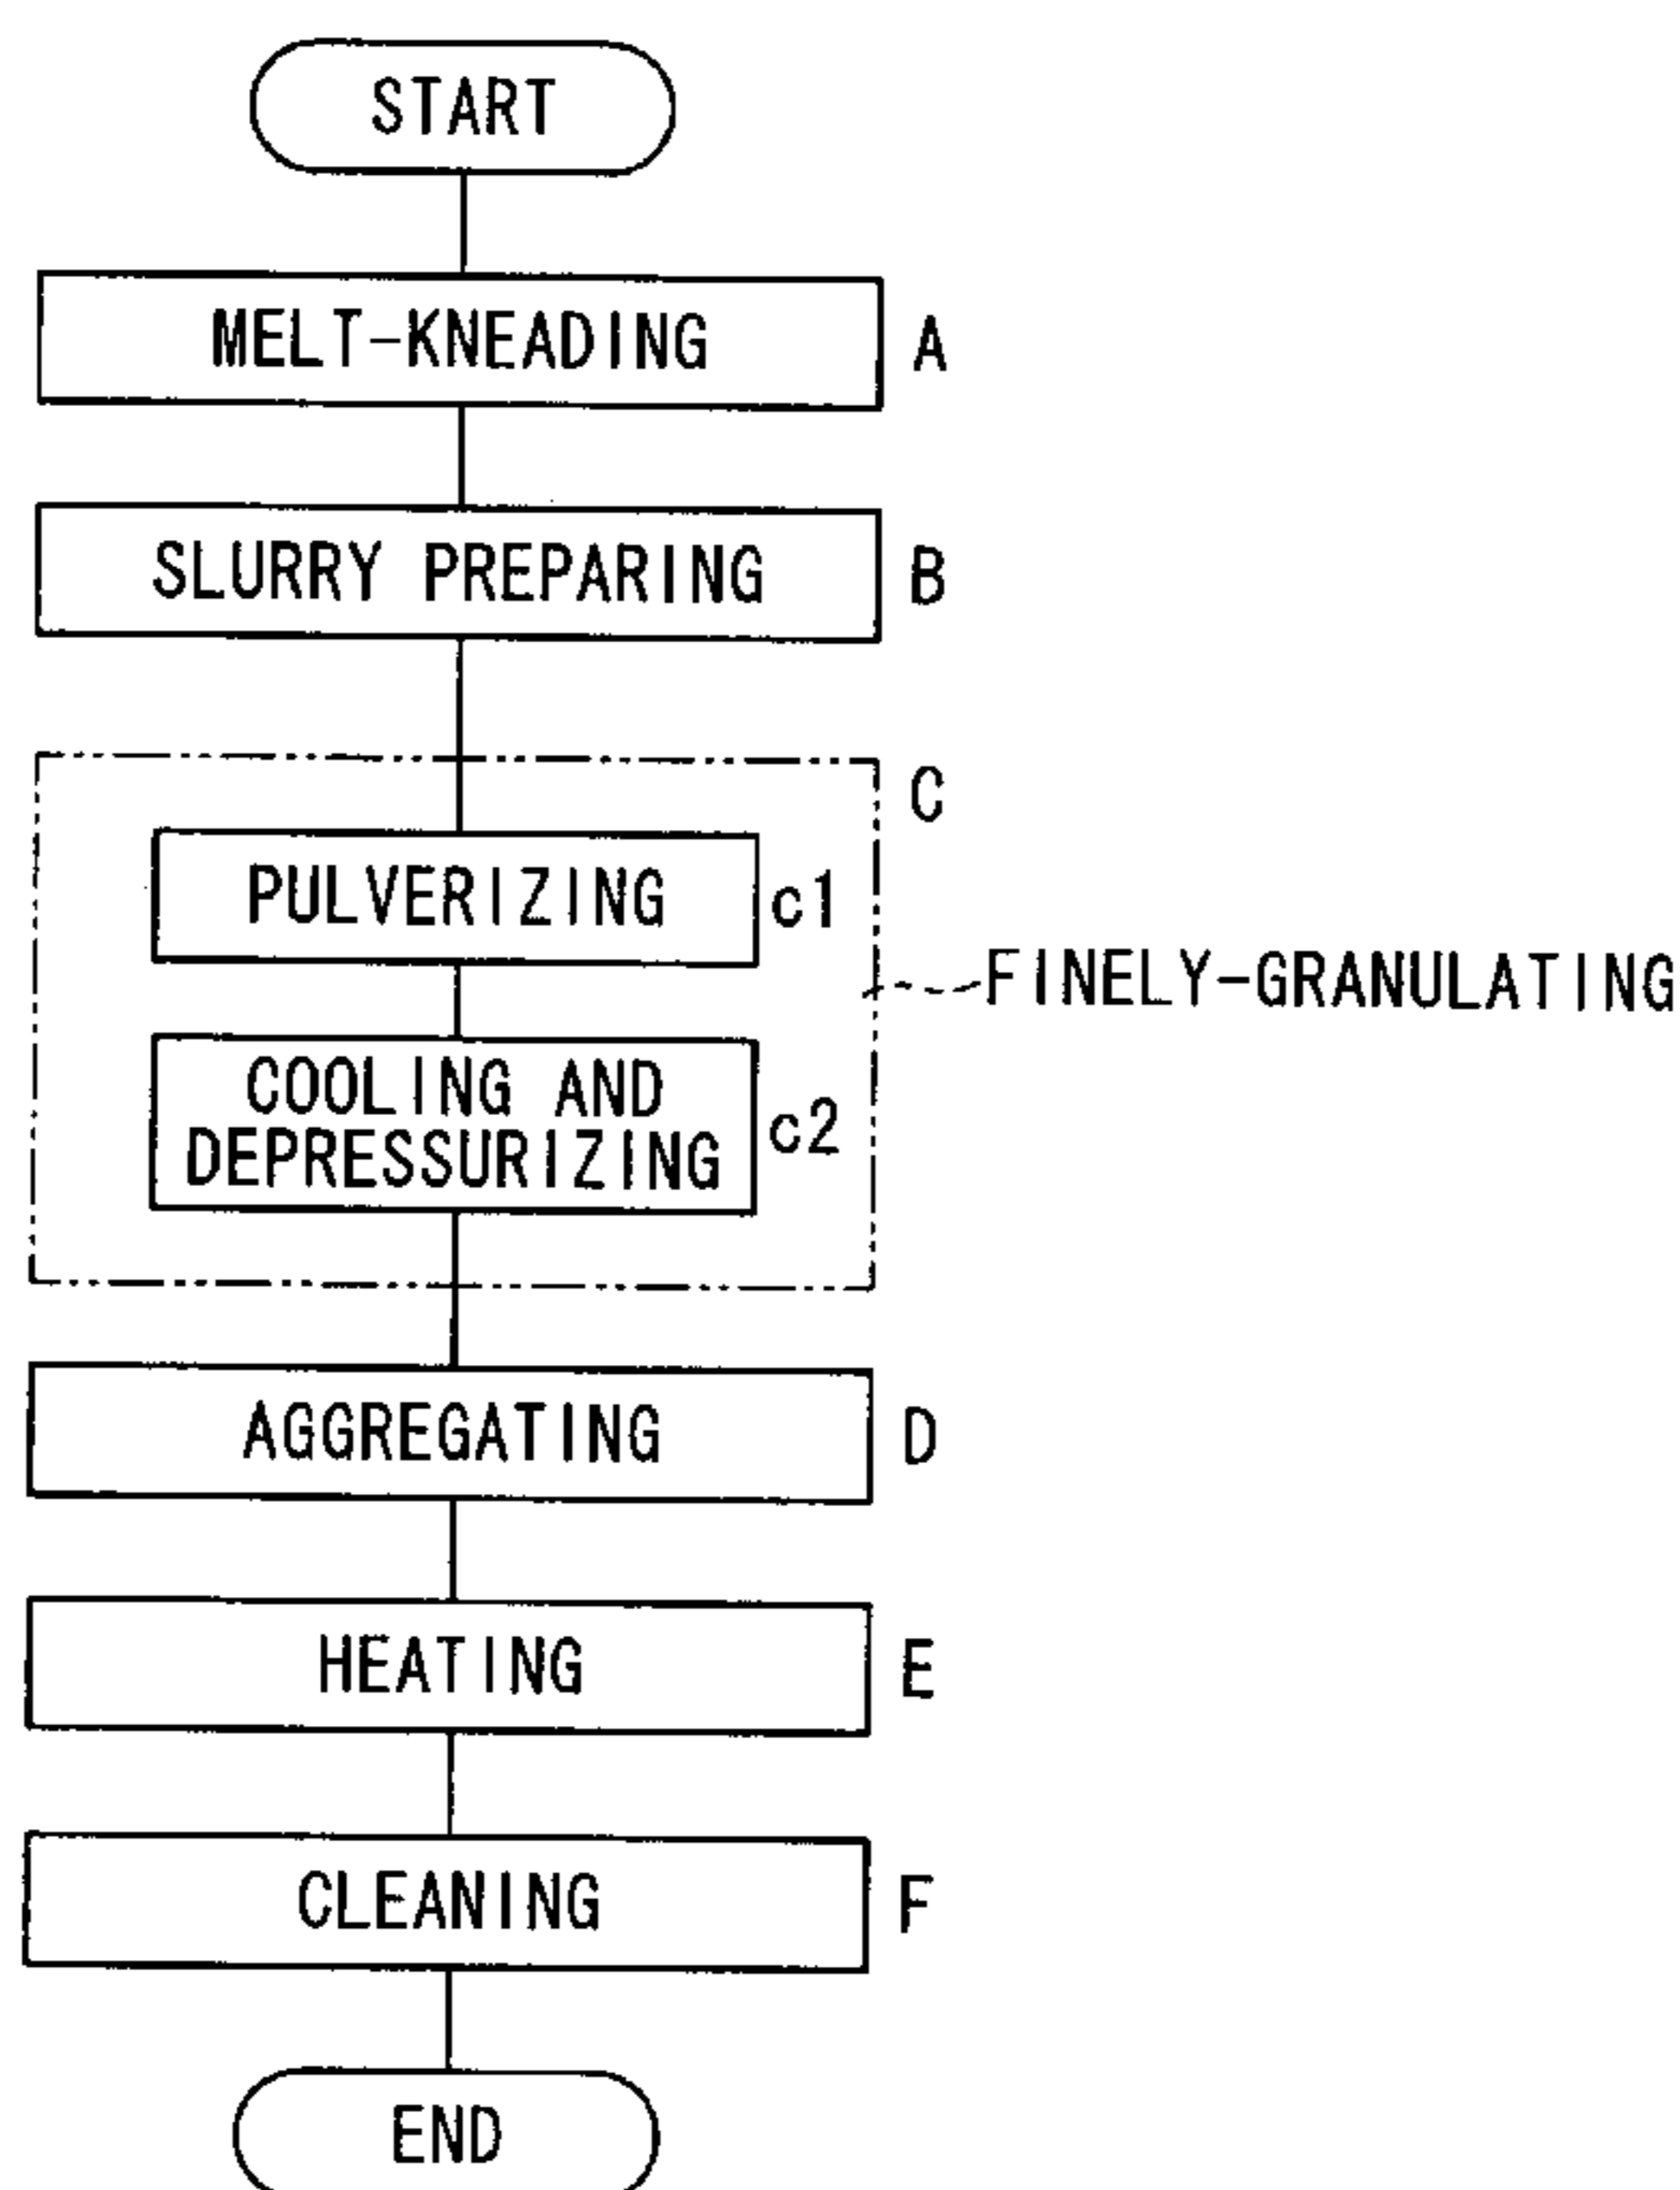 START
MELT-KNEADING A
SLURRY PREPARING B
C
PULVERIZING c1
FINELY-GRANULATING
COOLING AND
DEPRESSURIZING c2
AGGREGATING D
HEATING E
CLEANING F
END